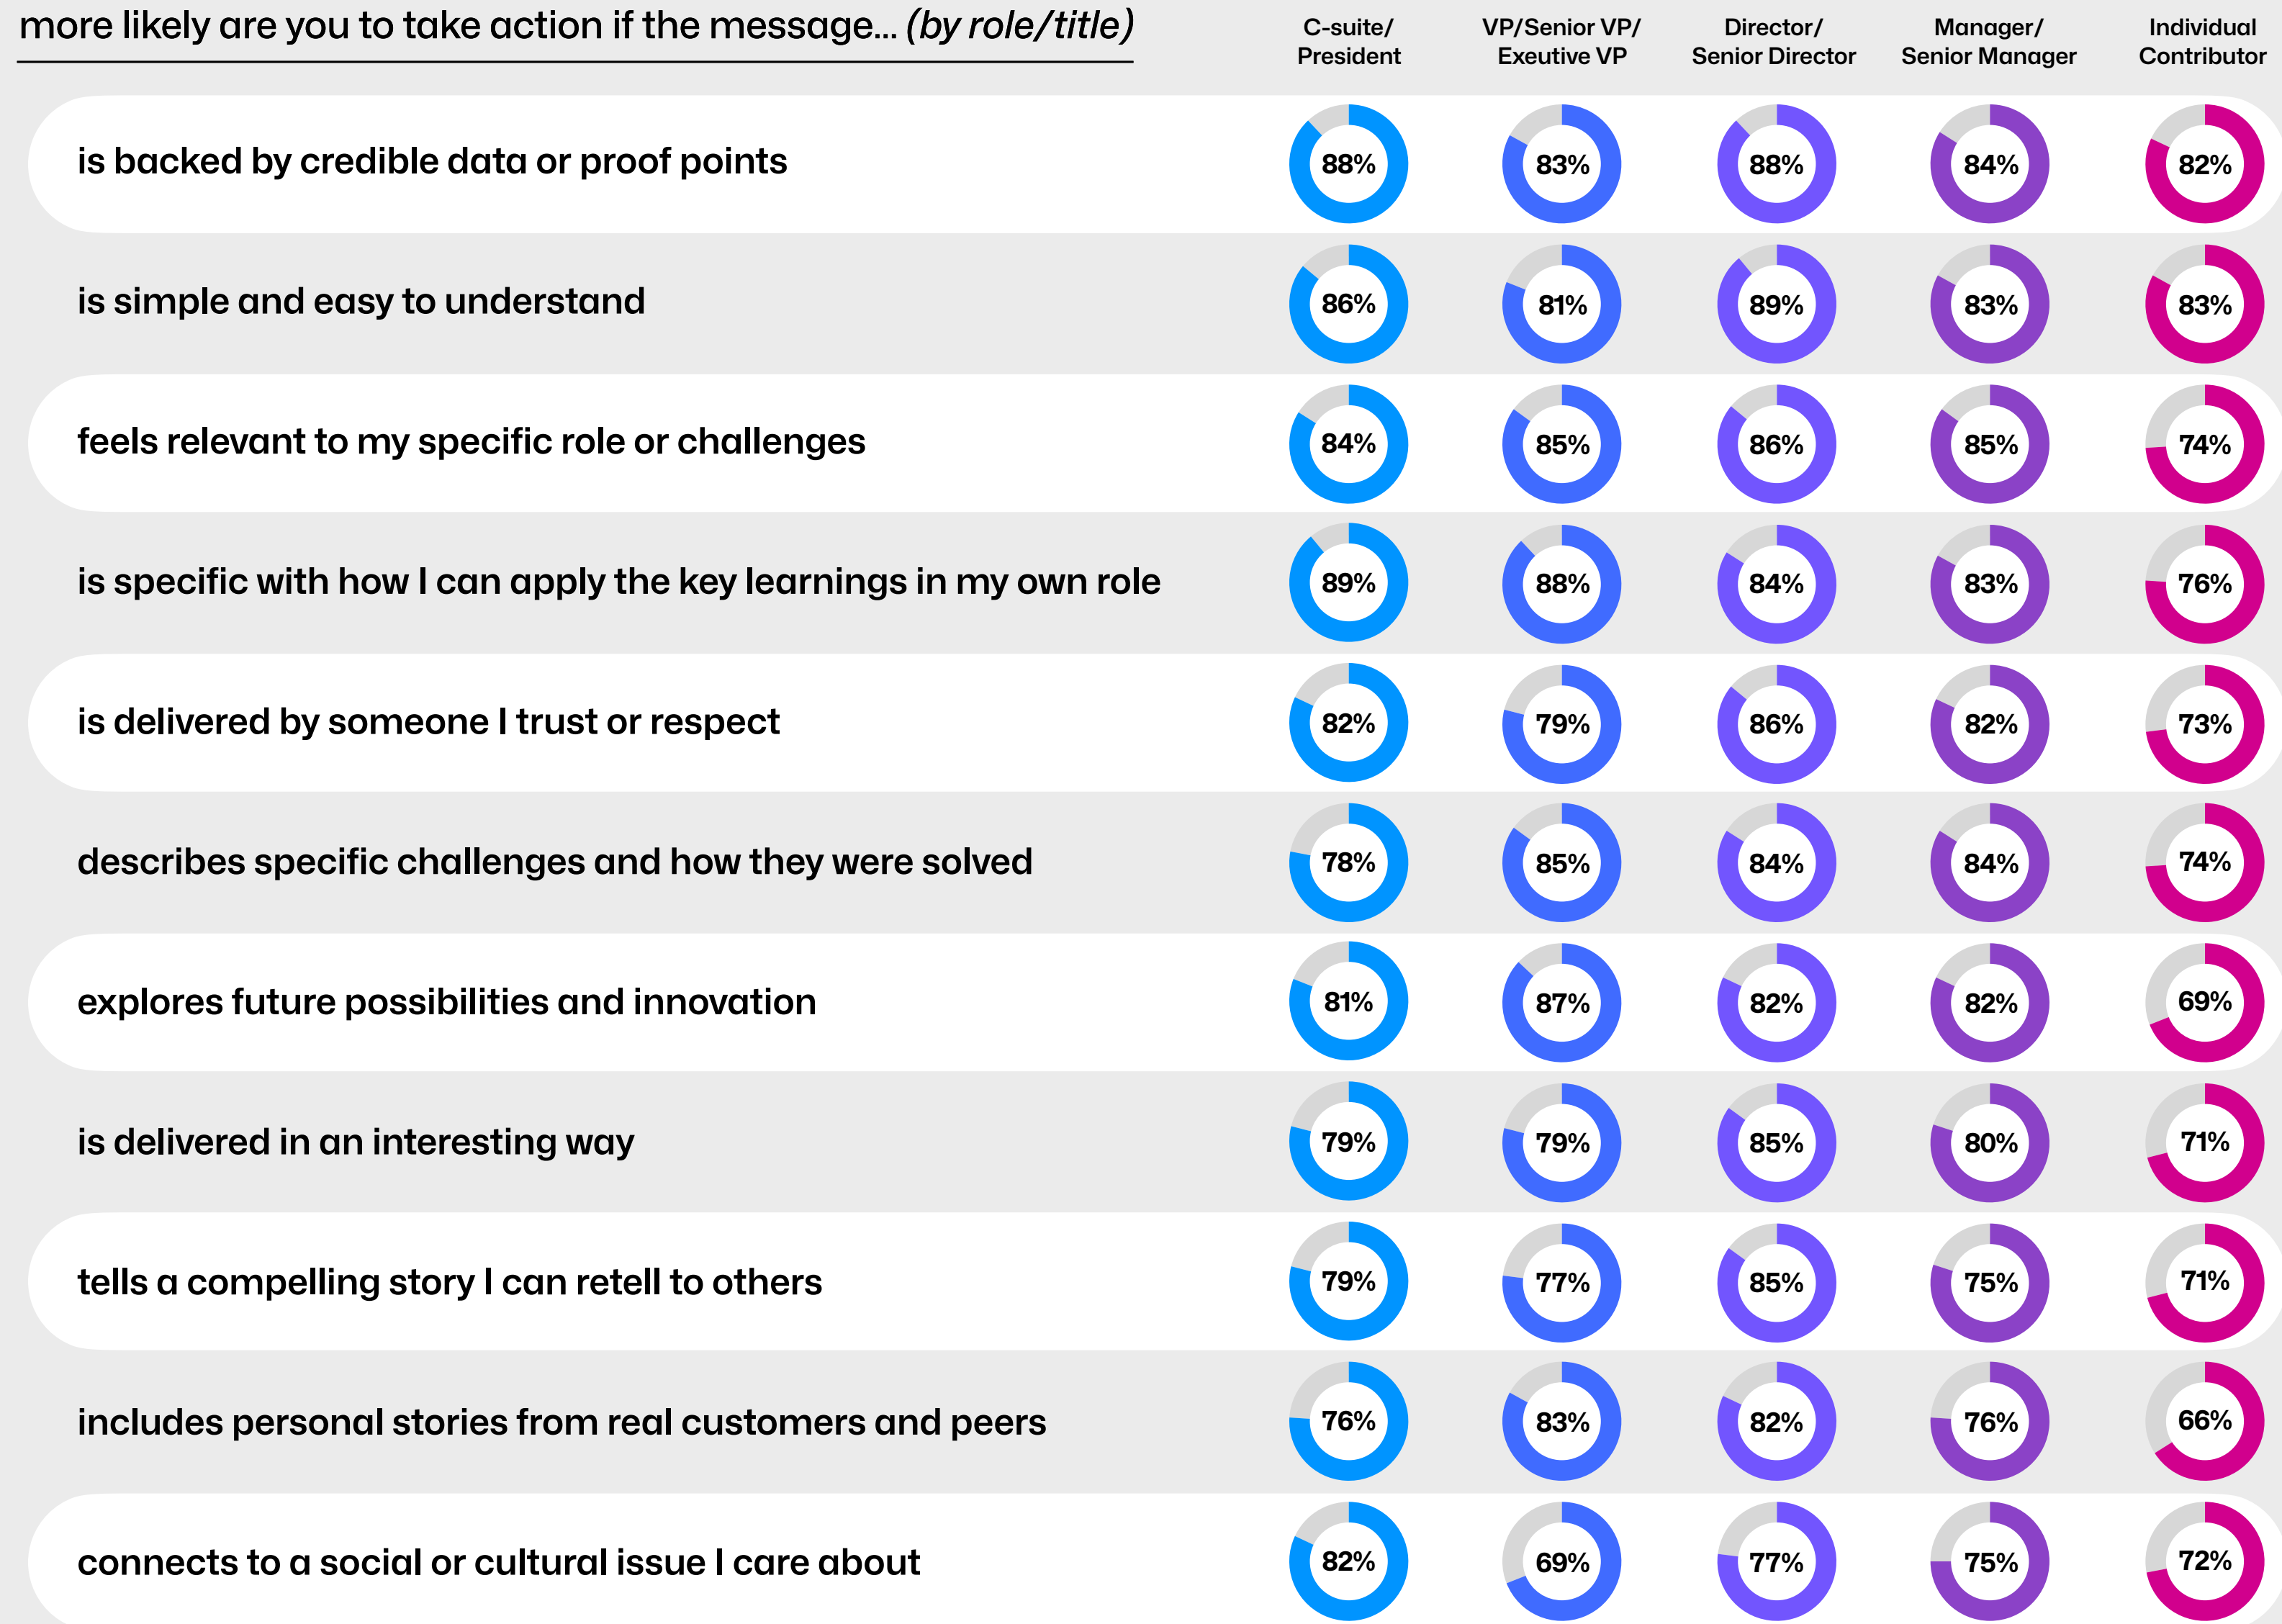 more likely are you to take action if the message... (by role/title)
C-suite/
President
VP/Senior VP/
Exeutive VP
Director/
Senior Director
Manager/
Senior Manager
Individual
Contributor
is backed by credible data or proof points
88% 83% 88% 84% 82%
is simple and easy to understand
86% 81% 89% 83% 83%
feels relevant to my specific role or challenges
84% 85% 86% 85% 74%
is specific with how I can apply the key learnings in my own role
89% 88% 84% 83% 76%
is delivered by someone I trust or respect
82% 79% 86% 82% 73%
describes specific challenges and how they were solved
78% 85% 84% 84% 74%
explores future possibilities and innovation
81% 87% 82% 82% 69%
is delivered in an interesting way
79% 79% 85% 80% 71%
tells a compelling story I can retell to others
79% 77% 85% 75% 71%
includes personal stories from real customers and peers
76% 83% 82% 76% 66%
connects to a social or cultural issue I care about
82% 69% 77% 75% 72%